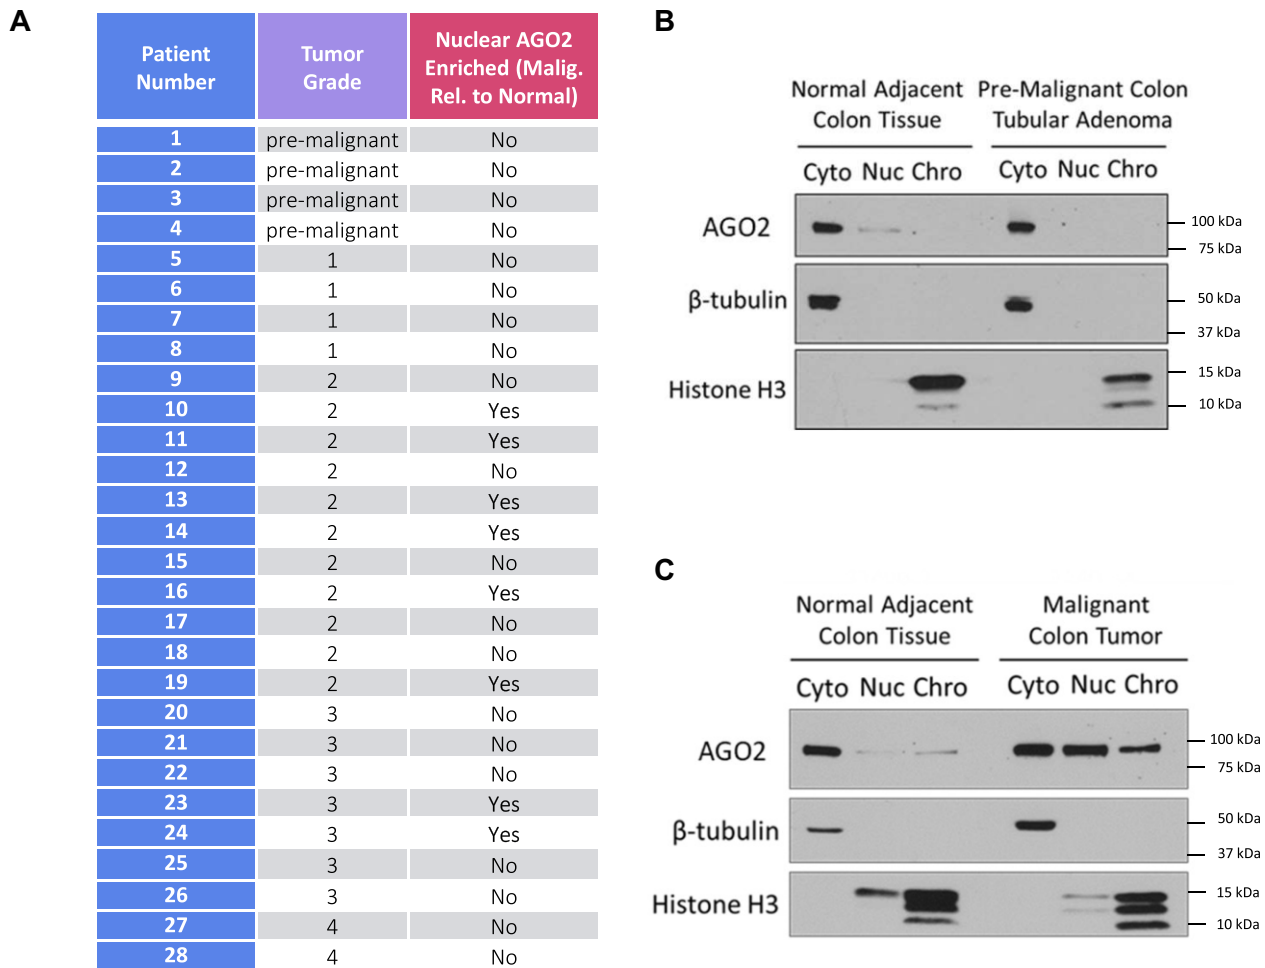 A
Patient Number
Tumor Grade
Nuclear AGO2 Enriched (Malig. Rel. to Normal)
1 pre-malignant No
2 pre-malignant No
3 pre-malignant No
4 pre-malignant No
5 1 No
6 1 No
7 1 No
8 1 No
9 2 No
10 2 Yes
11 2 Yes
12 2 No
13 2 Yes
14 2 Yes
15 2 No
16 2 Yes
17 2 No
18 2 No
19 2 Yes
20 3 No
21 3 No
22 3 No
23 3 Yes
24 3 Yes
25 3 No
26 3 No
27 4 No
28 4 No
B
Normal Adjacent
Colon Tissue
Pre-Malignant Colon
Tubular Adenoma
Cyto Nuc Chro Cyto Nuc Chro
AGO2
100 kDa
75 kDa
β-tubulin
50 kDa
37 kDa
Histone H3
15 kDa
10 kDa
C
Normal Adjacent
Colon Tissue
Malignant
Colon Tumor
Cyto Nuc Chro Cyto Nuc Chro
AGO2
100 kDa
75 kDa
β-tubulin
50 kDa
37 kDa
Histone H3
15 kDa
10 kDa